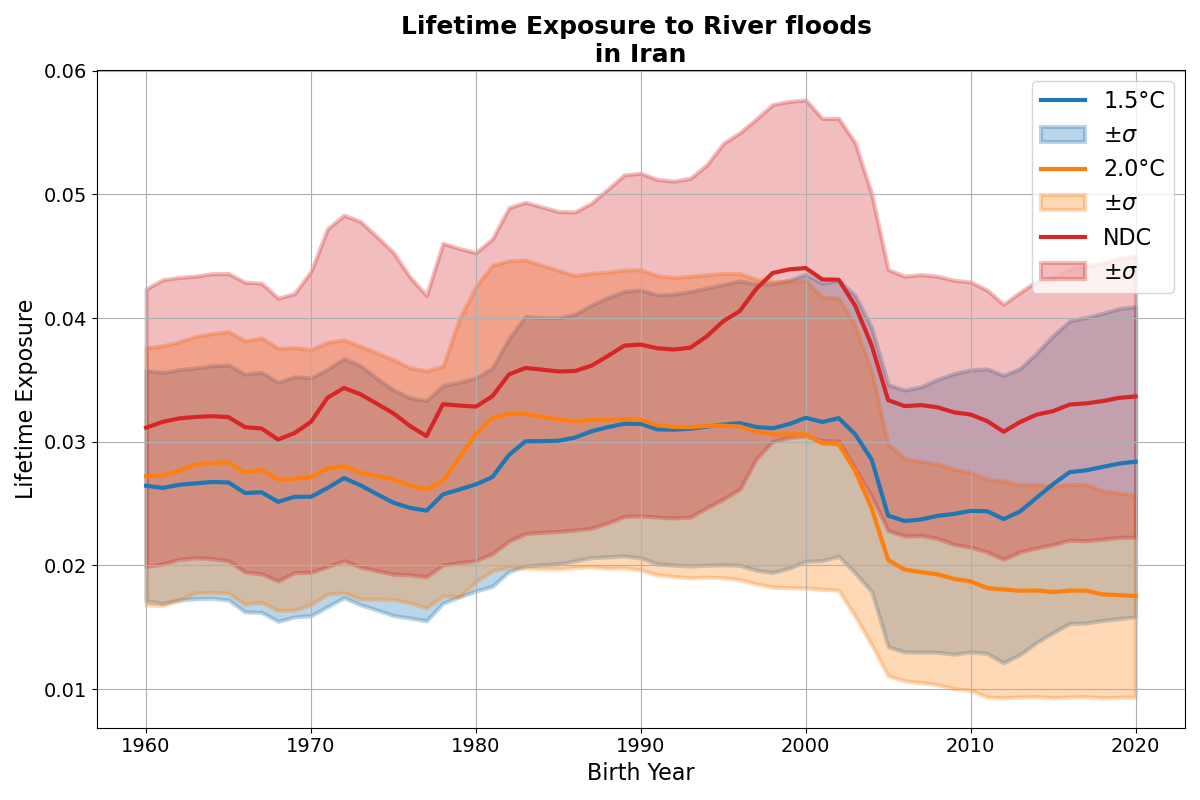 Lifetime Exposure to River floods
in Iran
0.06
0.05
0.04
0.03
0.02
0.01
Lifetime Exposure
1960 1970 1980 1990 2000 2010 2020
Birth Year
1.5°C
±σ
2.0°C
±σ
NDC
±σ